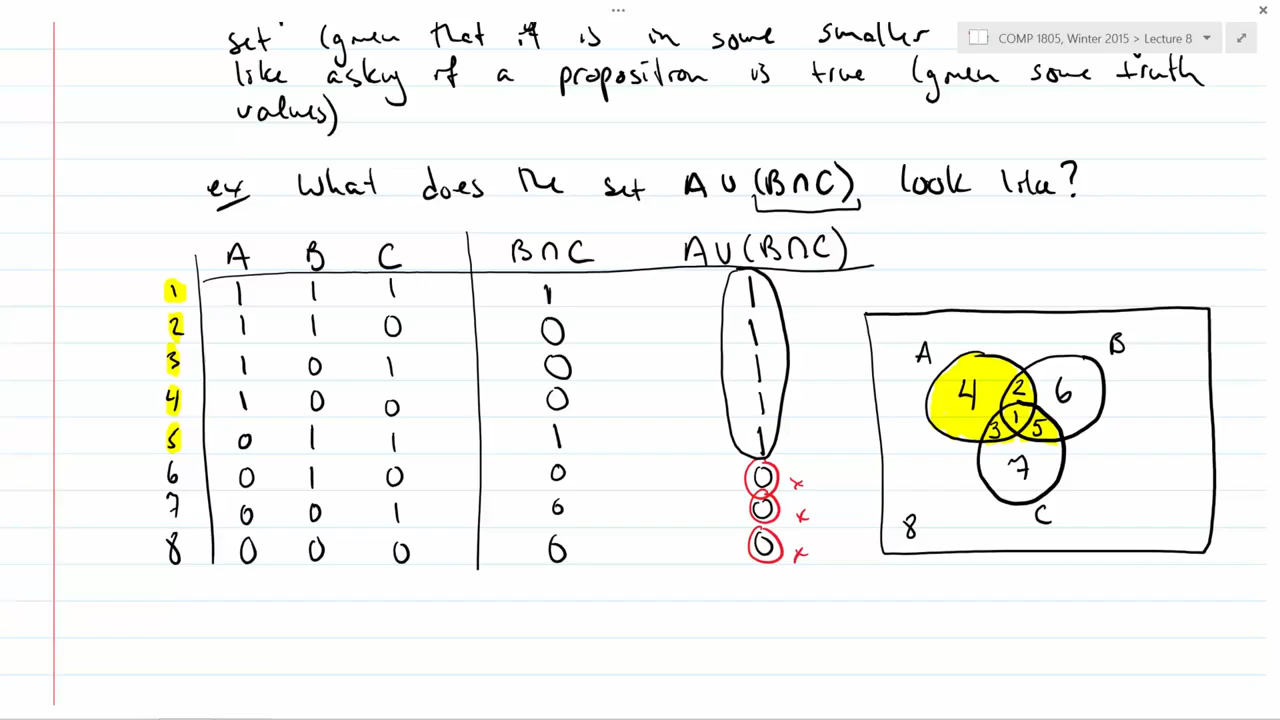 set (given that it is in some smaller
COMP 1805, Winter 2015 > Lecture 8
like asking if a proposition is true (given some truth
values)
ex What does the set A ∪ (B∩C) look like?
A B C B∩C A∪(B∩C)
1 1 1 1 1 1
2 1 1 0 0 1
3 1 0 1 0 1
4 1 0 0 0 1
5 0 1 1 1 1
6 0 1 0 0 0 x
7 0 0 1 0 0 x
8 0 0 0 0 0 x
A B
4 2 6
1
3 5
7
C
8